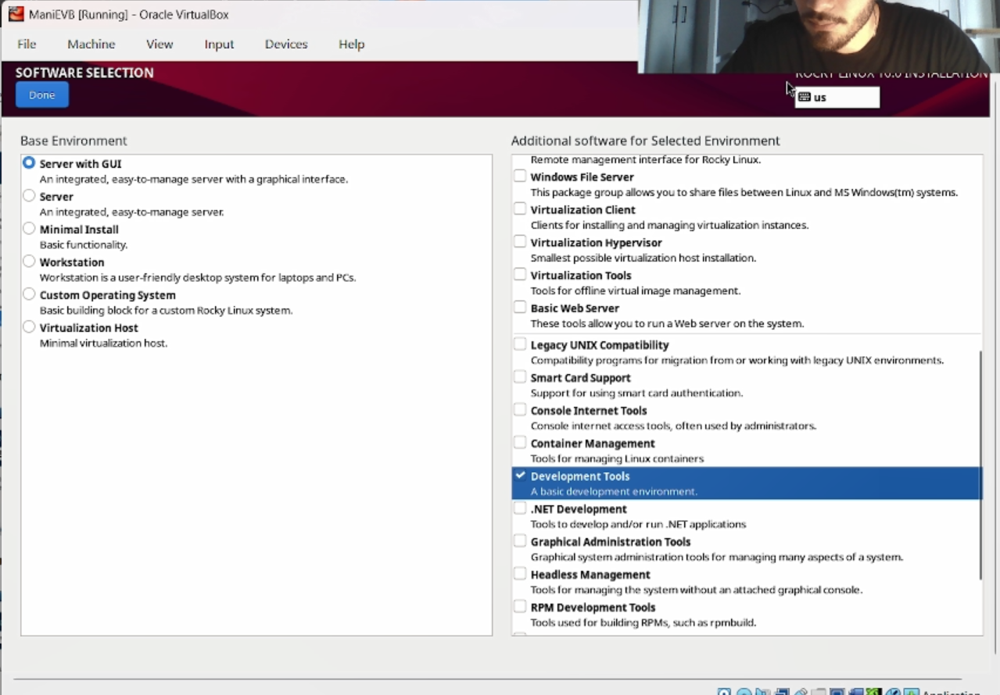 ManiEVB [Running] - Oracle VirtualBox
File Machine View Input Devices Help
SOFTWARE SELECTION
ROCKY LINUX 10.0 INSTALLATION
Done
us
Base Environment
Server with GUI
An integrated, easy-to-manage server with a graphical interface.
Server
An integrated, easy-to-manage server.
Minimal Install
Basic functionality.
Workstation
Workstation is a user-friendly desktop system for laptops and PCs.
Custom Operating System
Basic building block for a custom Rocky Linux system.
Virtualization Host
Minimal virtualization host.
Additional software for Selected Environment
Remote management interface for Rocky Linux.
Windows File Server
This package group allows you to share files between Linux and MS Windows(tm) systems.
Virtualization Client
Clients for installing and managing virtualization instances.
Virtualization Hypervisor
Smallest possible virtualization host installation.
Virtualization Tools
Tools for offline virtual image management.
Basic Web Server
These tools allow you to run a Web server on the system.
Legacy UNIX Compatibility
Compatibility programs for migration from or working with legacy UNIX environments.
Smart Card Support
Support for using smart card authentication.
Console Internet Tools
Console internet access tools, often used by administrators.
Container Management
Tools for managing Linux containers
Development Tools
A basic development environment.
.NET Development
Tools to develop and/or run .NET applications
Graphical Administration Tools
Graphical system administration tools for managing many aspects of a system.
Headless Management
Tools for managing the system without an attached graphical console.
RPM Development Tools
Tools used for building RPMs, such as rpmbuild.
Application